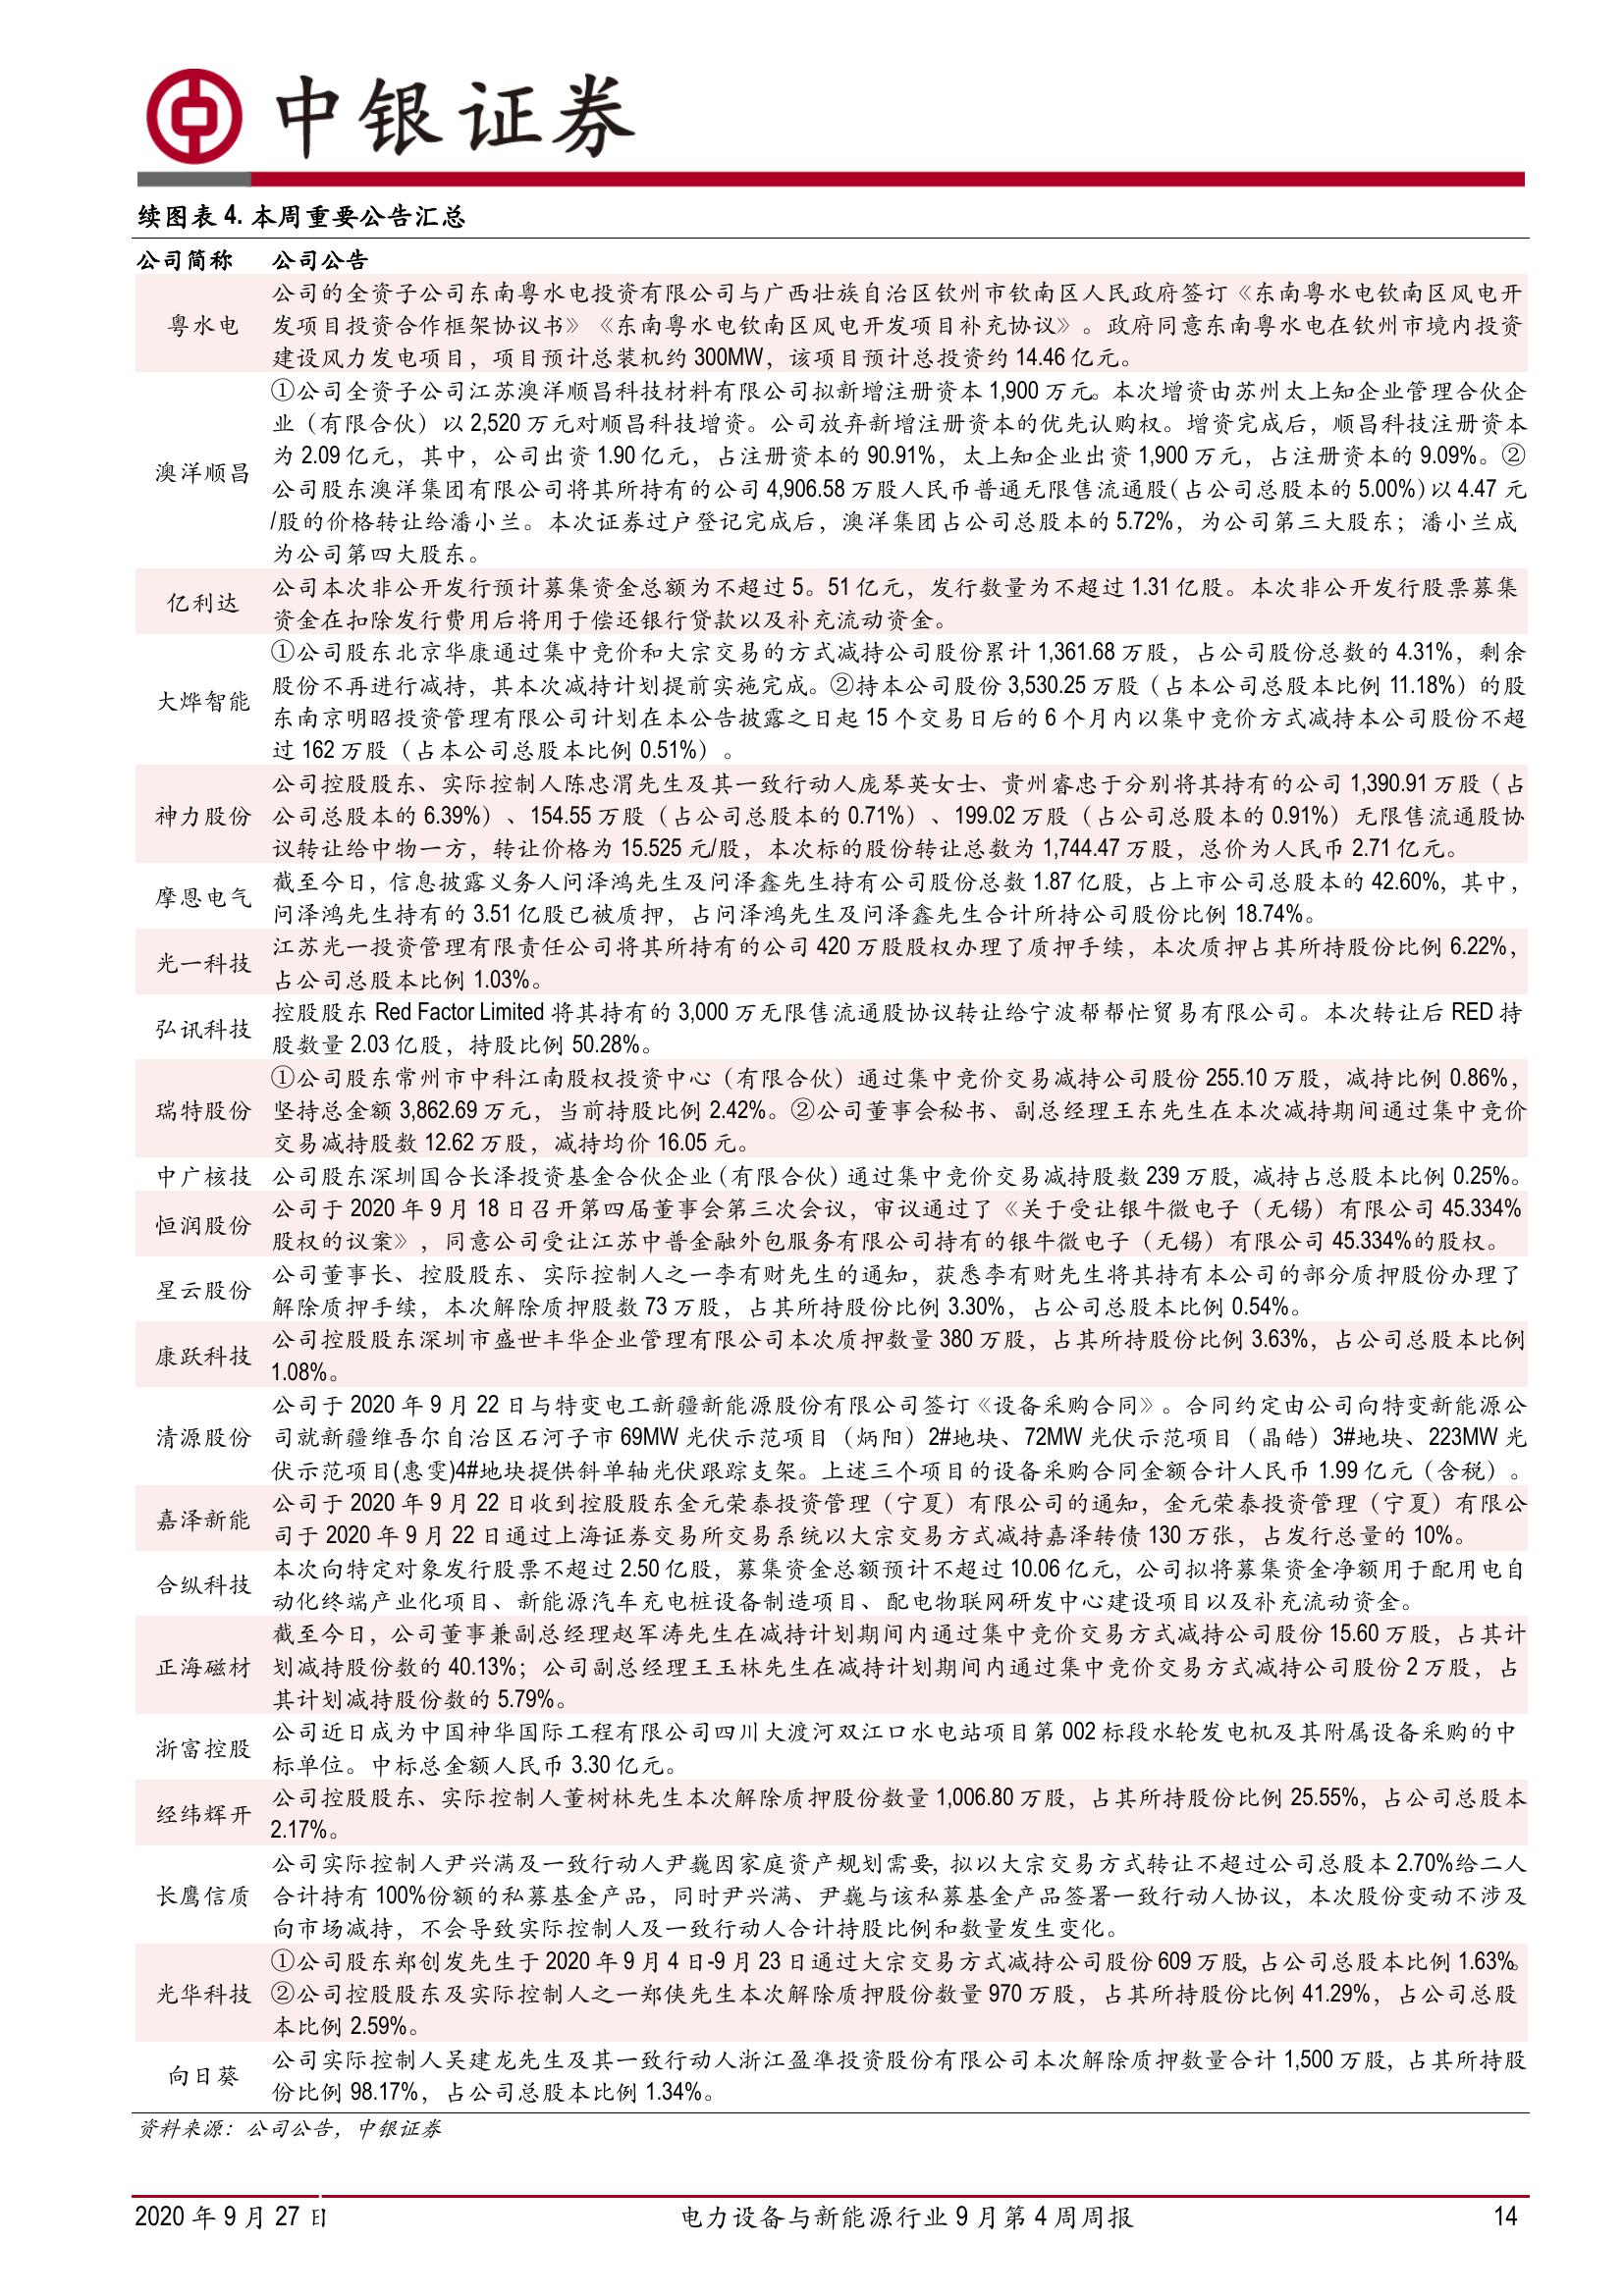 中银证券
续图表 4. 本周重要公告汇总
公司简称 公司公告
粤水电
公司的全资子公司东南粤水电投资有限公司与广西壮族自治区钦州市钦南区人民政府签订《东南粤水电钦南区风电开
发项目投资合作框架协议书》《东南粤水电钦南区风电开发项目补充协议》。政府同意东南粤水电在钦州市境内投资
建设风力发电项目，项目预计总装机约 300MW，该项目预计总投资约 14.46 亿元。
澳洋顺昌
①公司全资子公司江苏澳洋顺昌科技材料有限公司拟新增注册资本 1,900 万元。本次增资由苏州太上知企业管理合伙企
业（有限合伙）以 2,520 万元对顺昌科技增资。公司放弃新增注册资本的优先认购权。增资完成后，顺昌科技注册资本
为 2.09 亿元，其中，公司出资 1.90 亿元，占注册资本的 90.91%，太上知企业出资 1,900 万元，占注册资本的 9.09%。②
公司股东澳洋集团有限公司将其所持有的公司 4,906.58 万股人民币普通无限售流通股(占公司总股本的 5.00%)以 4.47 元
/股的价格转让给潘小兰。本次证券过户登记完成后，澳洋集团占公司总股本的 5.72%，为公司第三大股东；潘小兰成
为公司第四大股东。
亿利达
公司本次非公开发行预计募集资金总额为不超过 5。51 亿元，发行数量为不超过 1.31 亿股。本次非公开发行股票募集
资金在扣除发行费用后将用于偿还银行贷款以及补充流动资金。
大烨智能
①公司股东北京华康通过集中竞价和大宗交易的方式减持公司股份累计 1,361.68 万股，占公司股份总数的 4.31%，剩余
股份不再进行减持，其本次减持计划提前实施完成。②持本公司股份 3,530.25 万股（占本公司总股本比例 11.18%）的股
东南京明昭投资管理有限公司计划在本公告披露之日起 15 个交易日后的 6 个月内以集中竞价方式减持本公司股份不超
过 162 万股（占本公司总股本比例 0.51%）。
神力股份
公司控股股东、实际控制人陈忠渭先生及其一致行动人庞琴英女士、贵州睿忠于分别将其持有的公司 1,390.91 万股（占
公司总股本的 6.39%）、154.55 万股（占公司总股本的 0.71%）、199.02 万股（占公司总股本的 0.91%）无限售流通股协
议转让给中物一方，转让价格为 15.525 元/股，本次标的股份转让总数为 1,744.47 万股，总价为人民币 2.71 亿元。
摩恩电气
截至今日，信息披露义务人问泽鸿先生及问泽鑫先生持有公司股份总数 1.87 亿股，占上市公司总股本的 42.60%，其中，
问泽鸿先生持有的 3.51 亿股已被质押，占问泽鸿先生及问泽鑫先生合计所持公司股份比例 18.74%。
光一科技
江苏光一投资管理有限责任公司将其所持有的公司 420 万股股权办理了质押手续，本次质押占其所持股份比例 6.22%，
占公司总股本比例 1.03%。
弘讯科技
控股股东 Red Factor Limited 将其持有的 3,000 万无限售流通股协议转让给宁波帮帮忙贸易有限公司。本次转让后 RED 持
股数量 2.03 亿股，持股比例 50.28%。
瑞特股份
①公司股东常州市中科江南股权投资中心（有限合伙）通过集中竞价交易减持公司股份 255.10 万股，减持比例 0.86%，
坚持总金额 3,862.69 万元，当前持股比例 2.42%。②公司董事会秘书、副总经理王东先生在本次减持期间通过集中竞价
交易减持股数 12.62 万股，减持均价 16.05 元。
中广核技 公司股东深圳国合长泽投资基金合伙企业(有限合伙)通过集中竞价交易减持股数 239 万股，减持占总股本比例 0.25%。
恒润股份
公司于 2020 年 9 月 18 日召开第四届董事会第三次会议，审议通过了《关于受让银牛微电子（无锡）有限公司 45.334%
股权的议案》，同意公司受让江苏中普金融外包服务有限公司持有的银牛微电子（无锡）有限公司 45.334%的股权。
星云股份
公司董事长、控股股东、实际控制人之一李有财先生的通知，获悉李有财先生将其持有本公司的部分质押股份办理了
解除质押手续，本次解除质押股数 73 万股，占其所持股份比例 3.30%，占公司总股本比例 0.54%。
康跃科技
公司控股股东深圳市盛世丰华企业管理有限公司本次质押数量 380 万股，占其所持股份比例 3.63%，占公司总股本比例
1.08%。
清源股份
公司于 2020 年 9 月 22 日与特变电工新疆新能源股份有限公司签订《设备采购合同》。合同约定由公司向特变新能源公
司就新疆维吾尔自治区石河子市 69MW 光伏示范项目（炳阳）2#地块、72MW 光伏示范项目（晶皓）3#地块、223MW 光
伏示范项目(惠雯)4#地块提供斜单轴光伏跟踪支架。上述三个项目的设备采购合同金额合计人民币 1.99 亿元（含税）。
嘉泽新能
公司于 2020 年 9 月 22 日收到控股股东金元荣泰投资管理（宁夏）有限公司的通知，金元荣泰投资管理（宁夏）有限公
司于 2020 年 9 月 22 日通过上海证券交易所交易系统以大宗交易方式减持嘉泽转债 130 万张，占发行总量的 10%。
合纵科技
本次向特定对象发行股票不超过 2.50 亿股，募集资金总额预计不超过 10.06 亿元，公司拟将募集资金净额用于配用电自
动化终端产业化项目、新能源汽车充电桩设备制造项目、配电物联网研发中心建设项目以及补充流动资金。
正海磁材
截至今日，公司董事兼副总经理赵军涛先生在减持计划期间内通过集中竞价交易方式减持公司股份 15.60 万股，占其计
划减持股份数的 40.13%；公司副总经理王玉林先生在减持计划期间内通过集中竞价交易方式减持公司股份 2 万股，占
其计划减持股份数的 5.79%。
浙富控股
公司近日成为中国神华国际工程有限公司四川大渡河双江口水电站项目第 002 标段水轮发电机及其附属设备采购的中
标单位。中标总金额人民币 3.30 亿元。
经纬辉开
公司控股股东、实际控制人董树林先生本次解除质押股份数量 1,006.80 万股，占其所持股份比例 25.55%，占公司总股本
2.17%。
长鹰信质
公司实际控制人尹兴满及一致行动人尹巍因家庭资产规划需要，拟以大宗交易方式转让不超过公司总股本 2.70%给二人
合计持有 100%份额的私募基金产品，同时尹兴满、尹巍与该私募基金产品签署一致行动人协议，本次股份变动不涉及
向市场减持，不会导致实际控制人及一致行动人合计持股比例和数量发生变化。
光华科技
①公司股东郑创发先生于 2020 年 9 月 4 日-9 月 23 日通过大宗交易方式减持公司股份 609 万股，占公司总股本比例 1.63%。
②公司控股股东及实际控制人之一郑侠先生本次解除质押股份数量 970 万股，占其所持股份比例 41.29%，占公司总股
本比例 2.59%。
向日葵
公司实际控制人吴建龙先生及其一致行动人浙江盈凖投资股份有限公司本次解除质押数量合计 1,500 万股，占其所持股
份比例 98.17%，占公司总股本比例 1.34%。
资料来源：公司公告，中银证券
2020 年 9 月 27 日 电力设备与新能源行业 9 月第 4 周周报 14